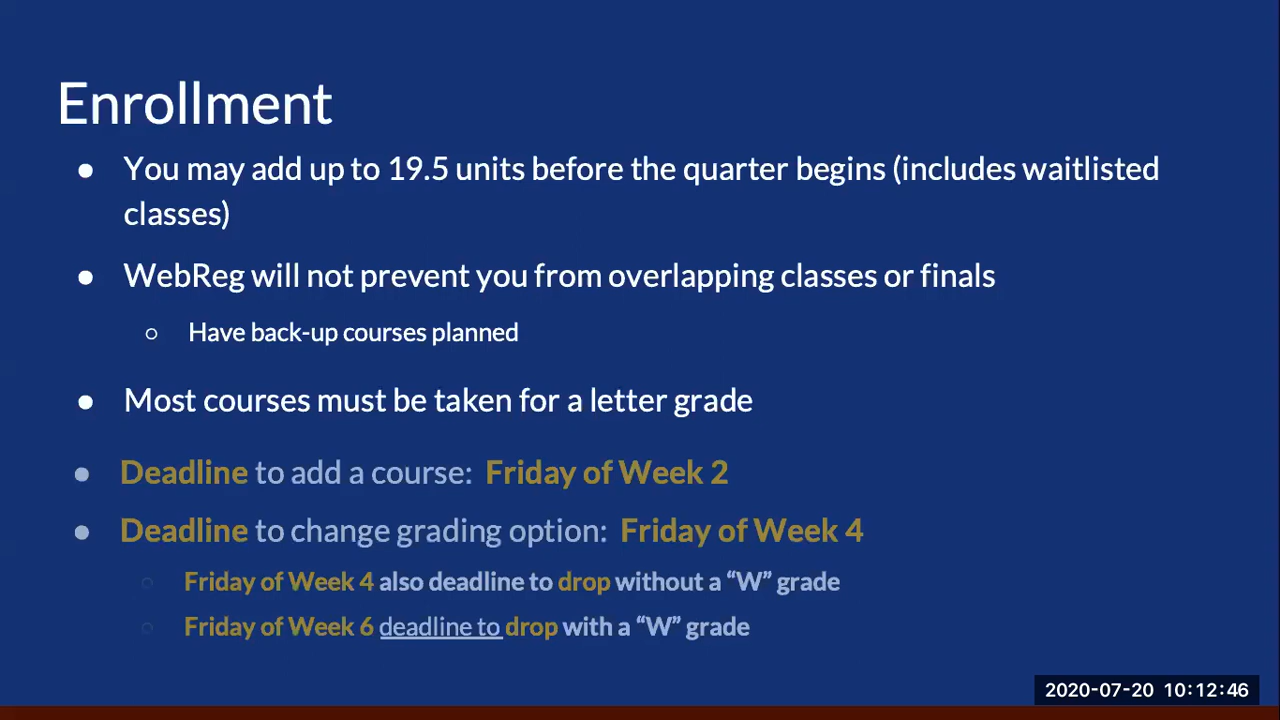 Enrollment
● You may add up to 19.5 units before the quarter begins (includes waitlisted
classes)
● WebReg will not prevent you from overlapping classes or finals
○ Have back-up courses planned
● Most courses must be taken for a letter grade
● Deadline to add a course: Friday of Week 2
● Deadline to change grading option: Friday of Week 4
○ Friday of Week 4 also deadline to drop without a “W” grade
○ Friday of Week 6 deadline to drop with a “W” grade
2020-07-20 10:12:46